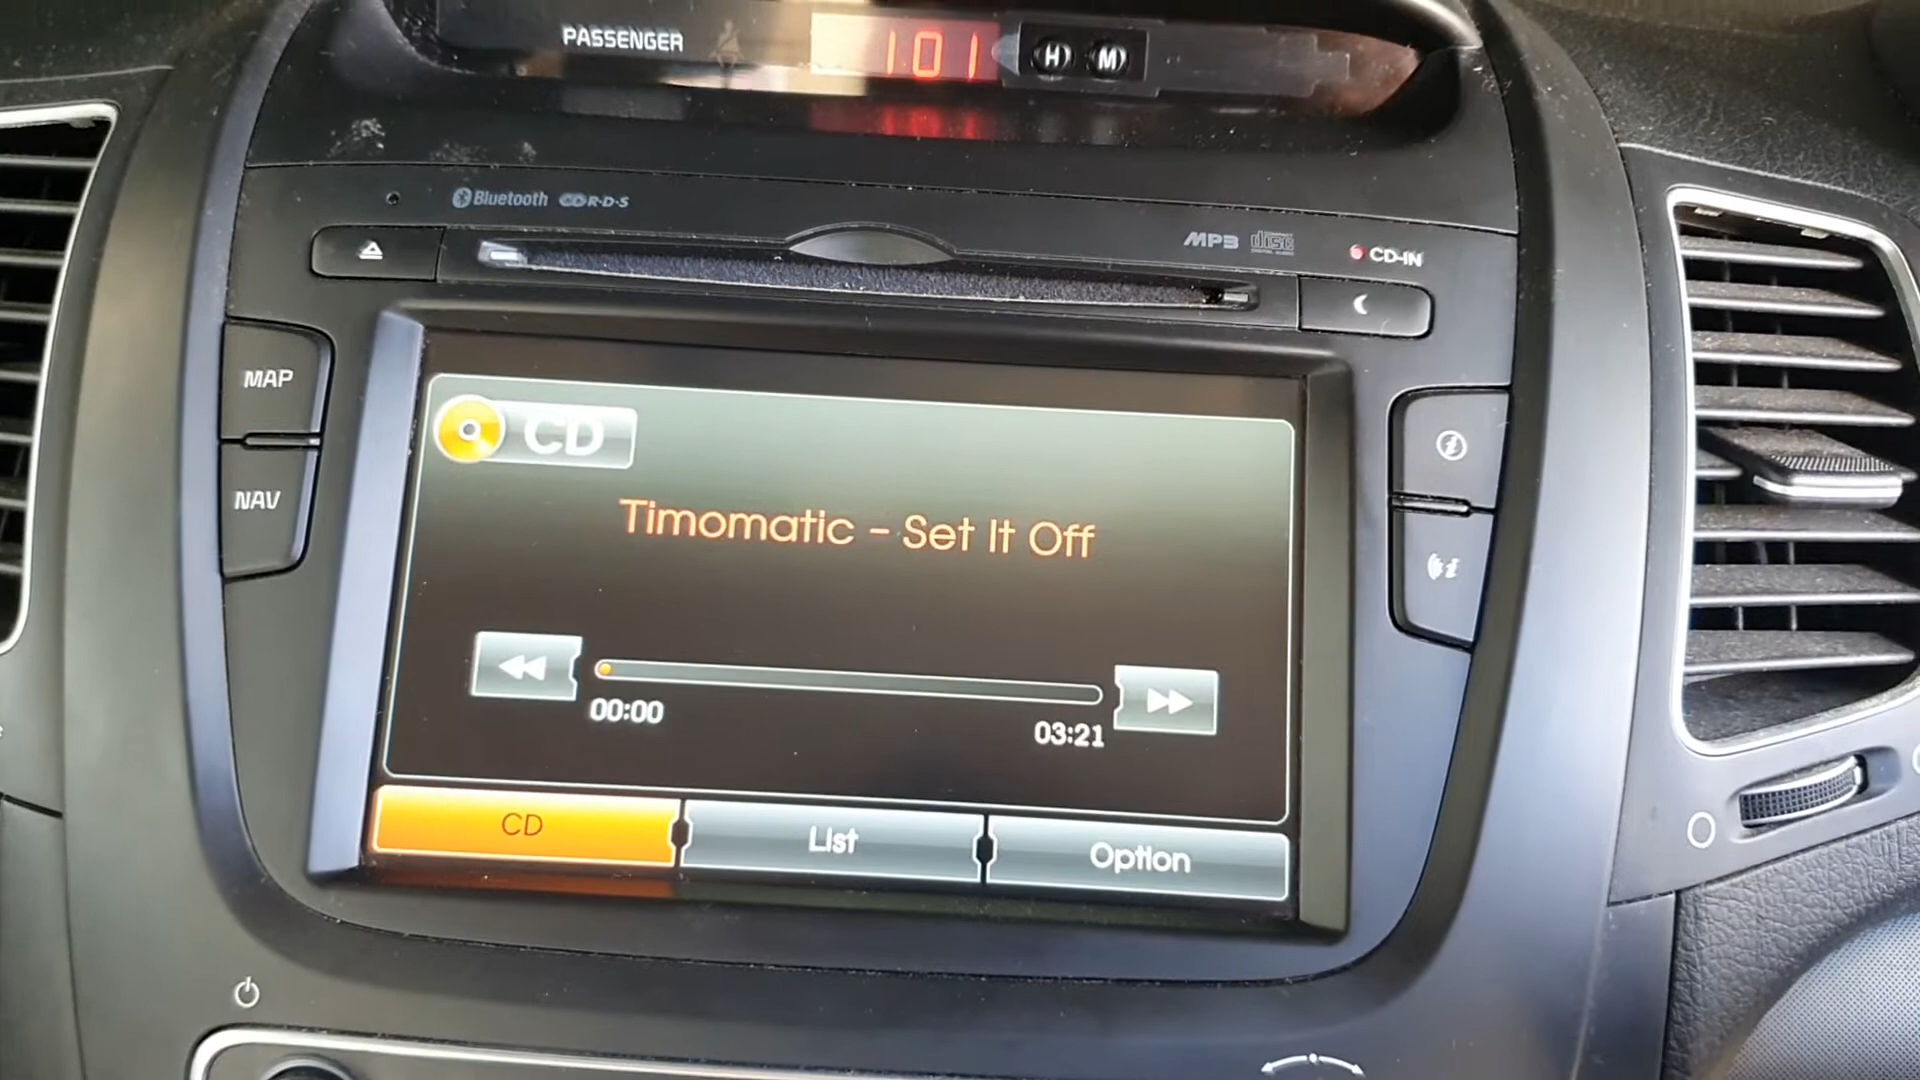 PASSENGER
101
H M
Bluetooth R·D·S
MP3 disc
CD-IN
MAP
NAV
CD
Timomatic - Set It Off
00:00
03:21
CD
List
Option